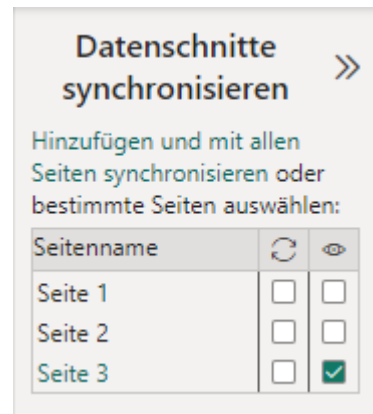 Datenschnitte
synchronisieren
Hinzufügen und mit allen
Seiten synchronisieren oder
bestimmte Seiten auswählen:
Seitenname
Seite 1
Seite 2
Seite 3